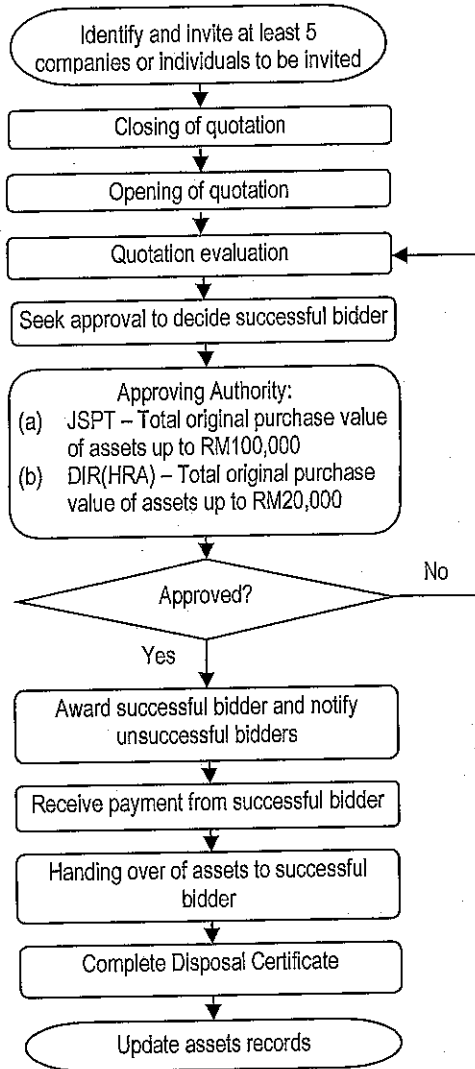 Identify and invite at least 5
companies or individuals to be invited
Closing of quotation
Opening of quotation
Quotation evaluation
Seek approval to decide successful bidder
Approving Authority:
(a) JSPT – Total original purchase value
of assets up to RM100,000
(b) DIR(HRA) – Total original purchase
value of assets up to RM20,000
Approved?
No
Yes
Award successful bidder and notify
unsuccessful bidders
Receive payment from successful bidder
Handing over of assets to successful
bidder
Complete Disposal Certificate
Update assets records